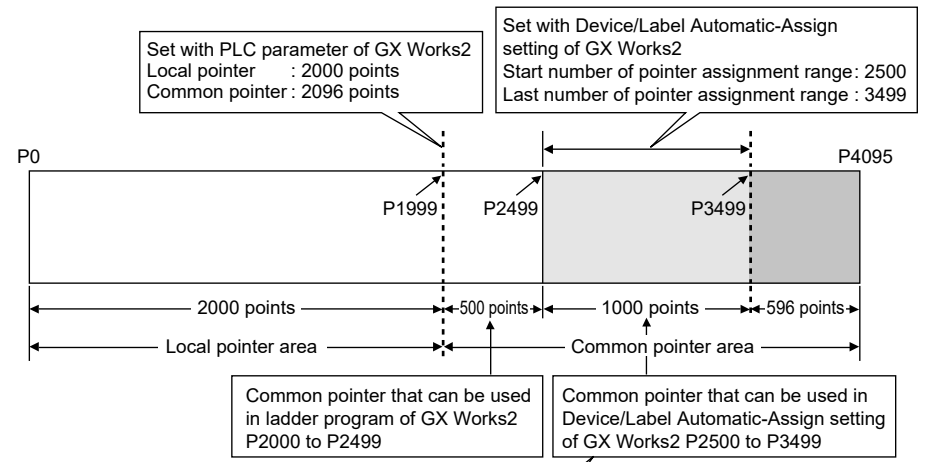 Set with PLC parameter of GX Works2
Local pointer : 2000 points
Common pointer : 2096 points
Set with Device/Label Automatic-Assign
setting of GX Works2
Start number of pointer assignment range: 2500
Last number of pointer assignment range : 3499
P0
P4095
P1999
P2499
P3499
2000 points
500 points
1000 points
596 points
Local pointer area
Common pointer area
Common pointer that can be used
in ladder program of GX Works2
P2000 to P2499
Common pointer that can be used in
Device/Label Automatic-Assign setting
of GX Works2 P2500 to P3499